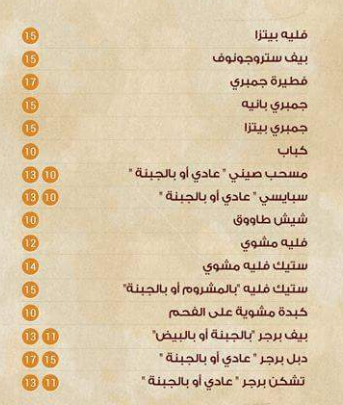 فليه بيتزا 15
بيف ستروجونوف 15
فطيرة جمبري 17
جمبري بانيه 15
جمبري بيتزا 15
كباب 10
مسحب صيني " عادي أو بالجبنة " 10 13
سبايسي " عادي أو بالجبنة " 10 13
شيش طاووق 10
فليه مشوي 12
ستيك فليه مشوي 14
ستيك فليه "بالمشروم أو بالجبنة" 15
كبدة مشوية على الفحم 10
بيف برجر "بالجبنة أو بالبيض" 11 13
دبل برجر " عادي أو بالجبنة " 15 17
تشكن برجر " عادي أو بالجبنة " 11 13